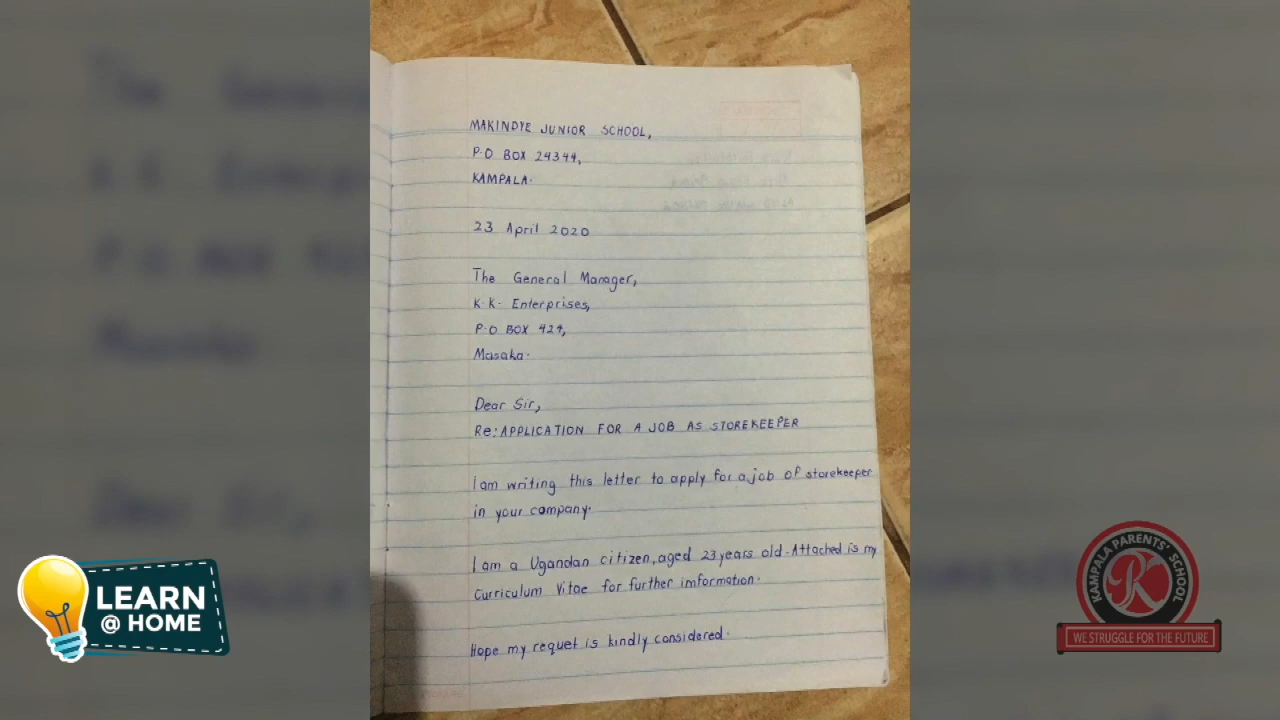 MAKINDYE JUNIOR SCHOOL,
P.O BOX 24344,
KAMPALA.
23 April 2020
The General Manager,
K.K. Enterprises,
P.O BOX 424,
Masaka.
Dear Sir,
Re: APPLICATION FOR A JOB AS STOREKEEPER
I am writing this letter to apply for a job of storekeeper
in your company.
I am a Ugandan citizen, aged 23 years old. Attached is my
Curriculum Vitae for further imformation.
Hope my requet is kindly considered.
LEARN
@ HOME
KAMPALA PARENTS' SCHOOL
K
WE STRUGGLE FOR THE FUTURE